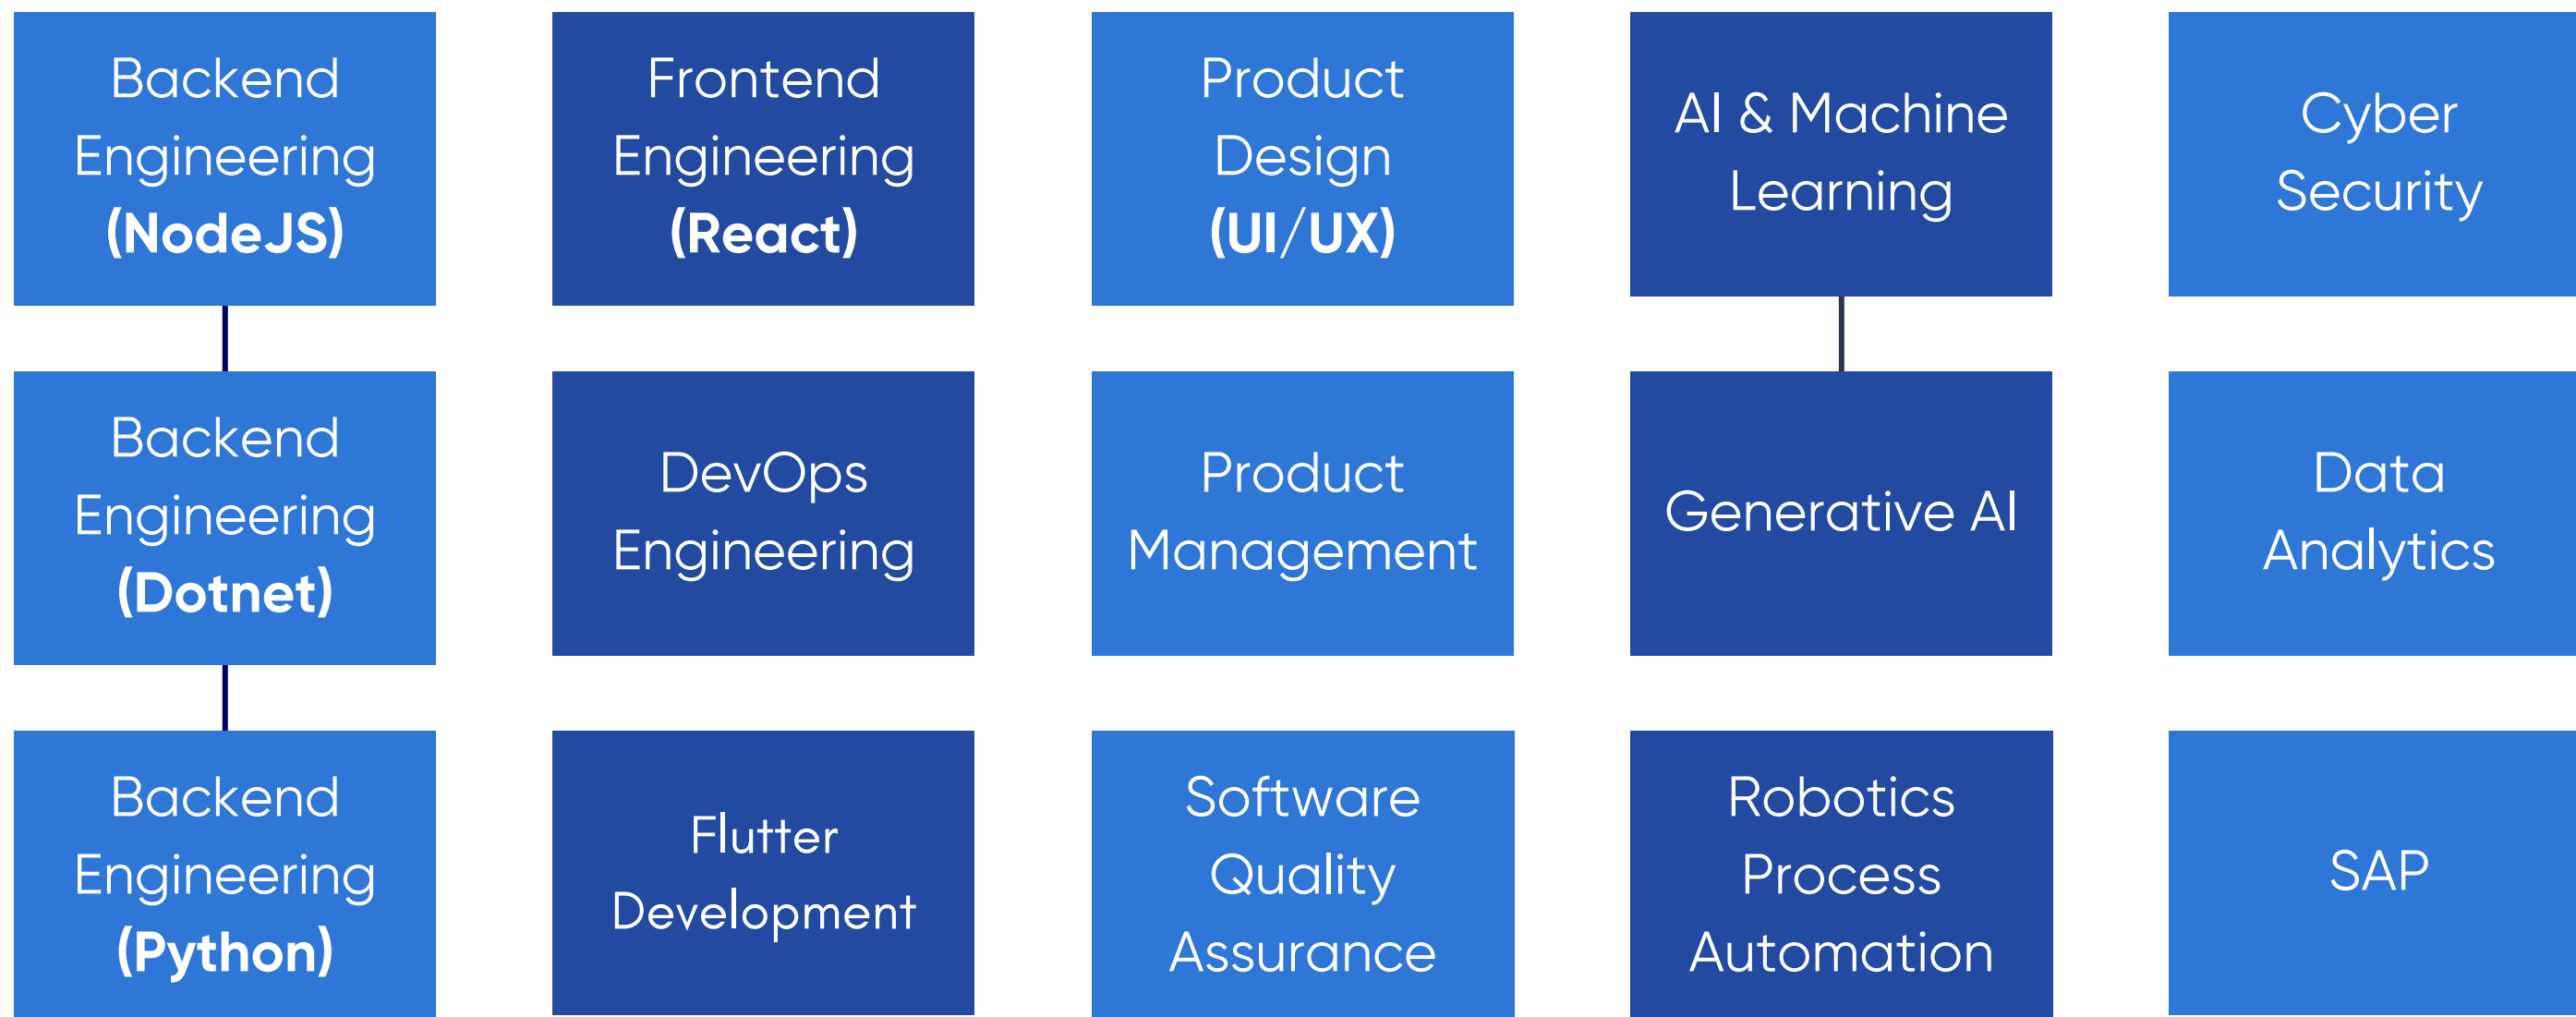 Backend
Engineering
(NodeJS)
Frontend
Engineering
(React)
Product
Design
(UI/UX)
AI & Machine
Learning
Cyber
Security
Backend
Engineering
(Dotnet)
DevOps
Engineering
Product
Management
Generative AI
Data
Analytics
Backend
Engineering
(Python)
Flutter
Development
Software
Quality
Assurance
Robotics
Process
Automation
SAP